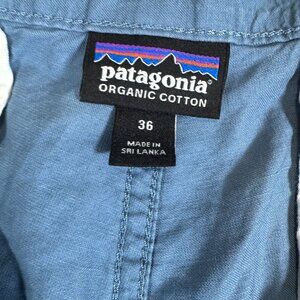 patagonia®
ORGANIC COTTON
36
MADE IN
SRI LANKA